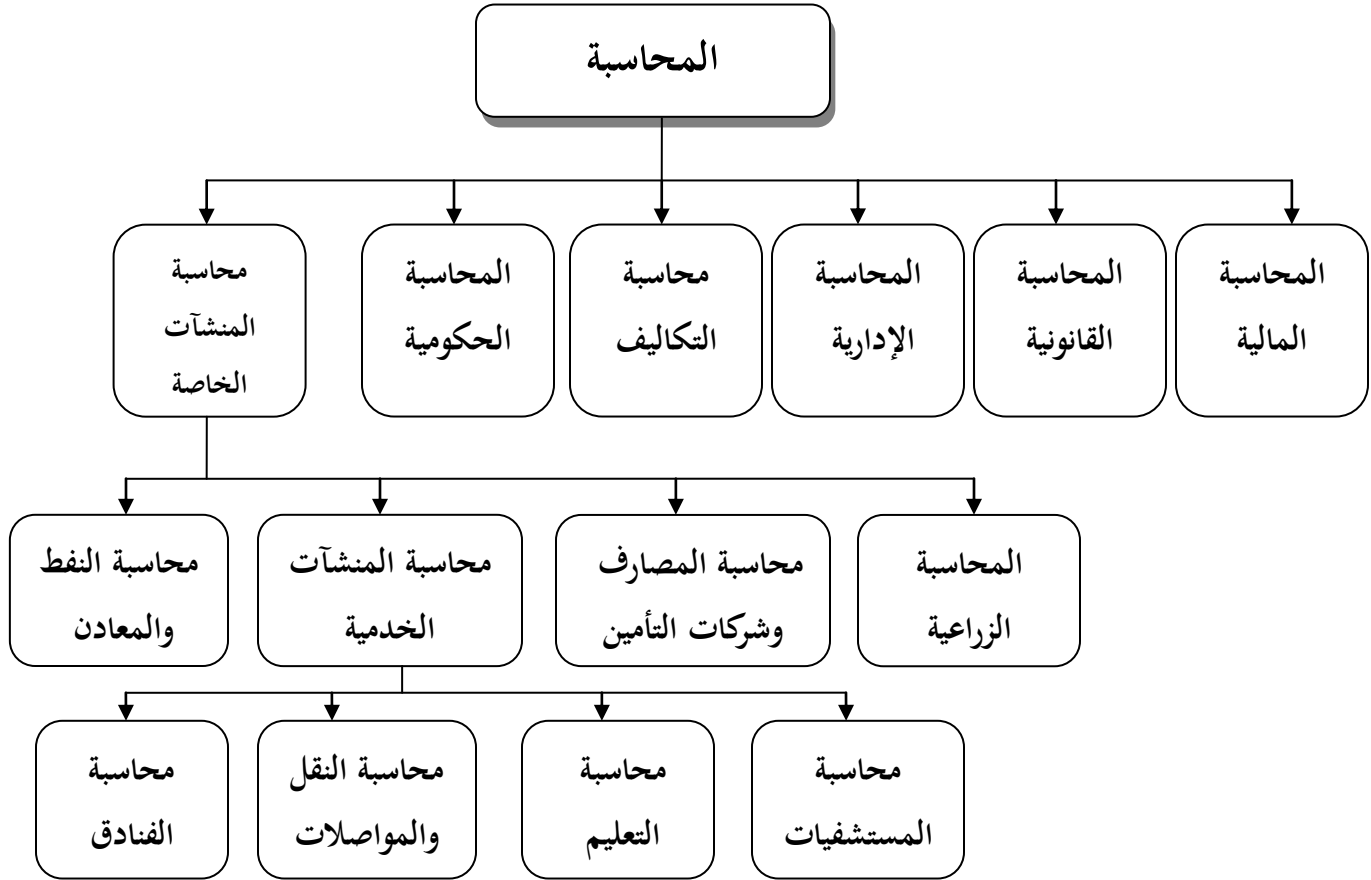 المحاسبة
المحاسبة
المالية
المحاسبة
القانونية
المحاسبة
الإدارية
محاسبة
التكاليف
المحاسبة
الحكومية
محاسبة
المنشآت
الخاصة
المحاسبة
الزراعية
محاسبة المصارف
وشركات التأمين
محاسبة المنشآت
الخدمية
محاسبة النفط
والمعادن
محاسبة
المستشفيات
محاسبة
التعليم
محاسبة النقل
والمواصلات
محاسبة
الفنادق